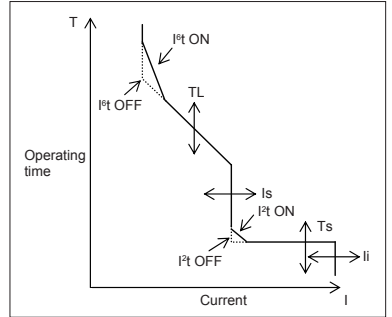 T
I⁶t ON
I⁶t OFF
TL
Operating
time
Is
I²t ON
Ts
I²t OFF
Ii
Current
I